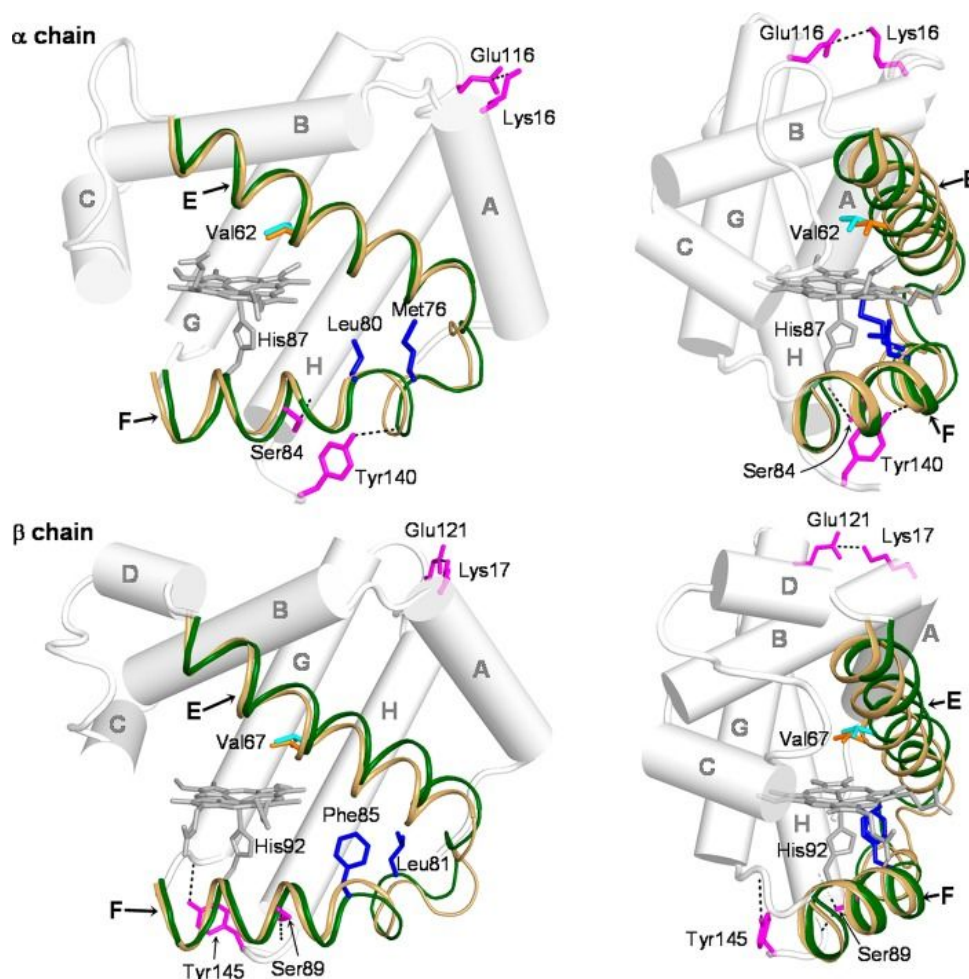 α chain
Glu116
Lys16
B
C
E
A
Val62
G
His87
Leu80
Met76
H
F
Ser84
Tyr140
Glu116
Lys16
B
E
A
G
Val62
C
His87
H
F
Ser84
Tyr140
β chain
Glu121
Lys17
D
B
G
A
E
H
C
Val67
Phe85
His92
Leu81
F
Tyr145
Ser89
Glu121
Lys17
D
B
A
E
G
Val67
C
H
His92
F
Tyr145
Ser89